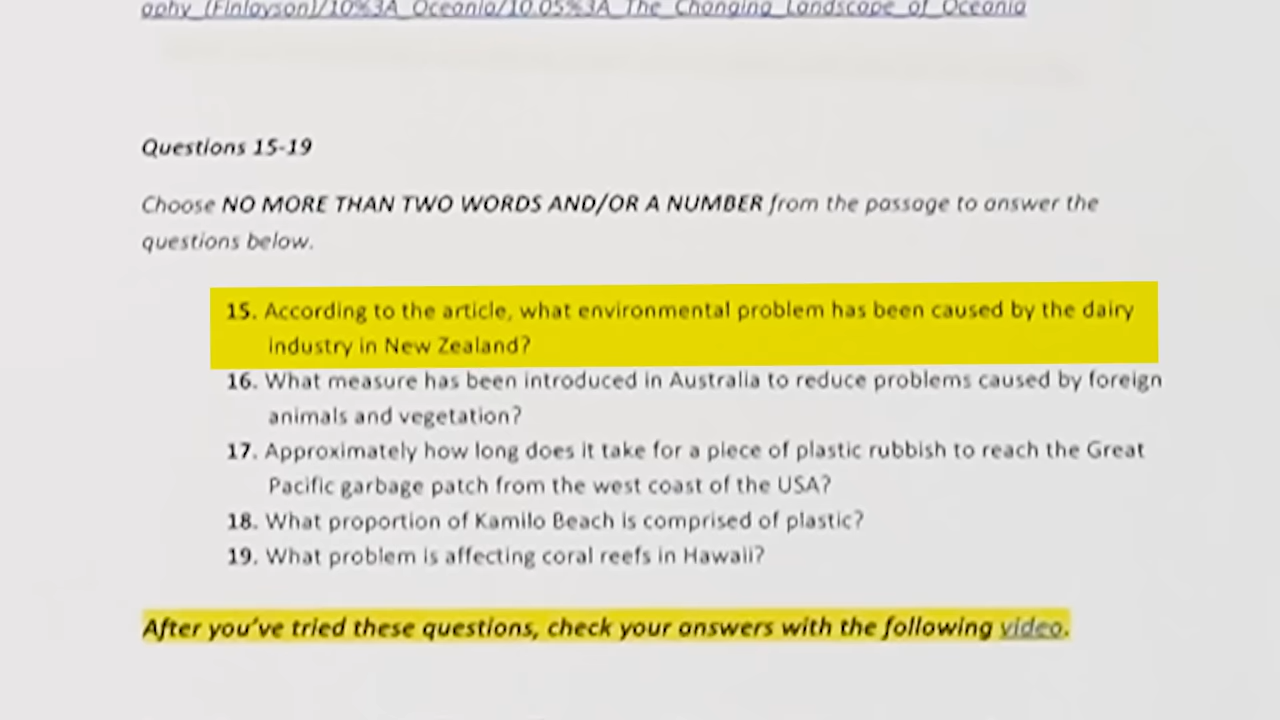 aphy_(Finlayson)/10%3A_Oceania/10.05%3A_The_Changing_Landscape_of_Oceania
Questions 15-19
Choose NO MORE THAN TWO WORDS AND/OR A NUMBER from the passage to answer the
questions below.
15. According to the article, what environmental problem has been caused by the dairy
industry in New Zealand?
16. What measure has been introduced in Australia to reduce problems caused by foreign
animals and vegetation?
17. Approximately how long does it take for a piece of plastic rubbish to reach the Great
Pacific garbage patch from the west coast of the USA?
18. What proportion of Kamilo Beach is comprised of plastic?
19. What problem is affecting coral reefs in Hawaii?
After you've tried these questions, check your answers with the following video.